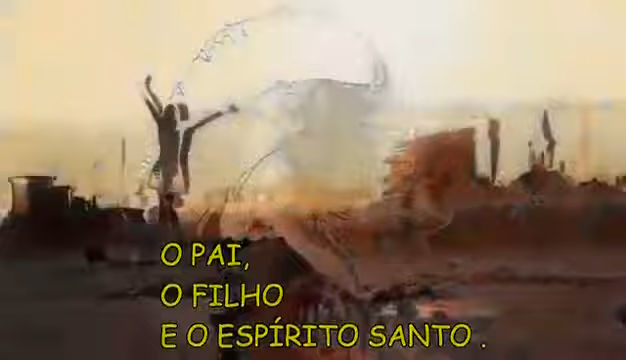 O PAI,
O FILHO
E O ESPÍRITO SANTO .